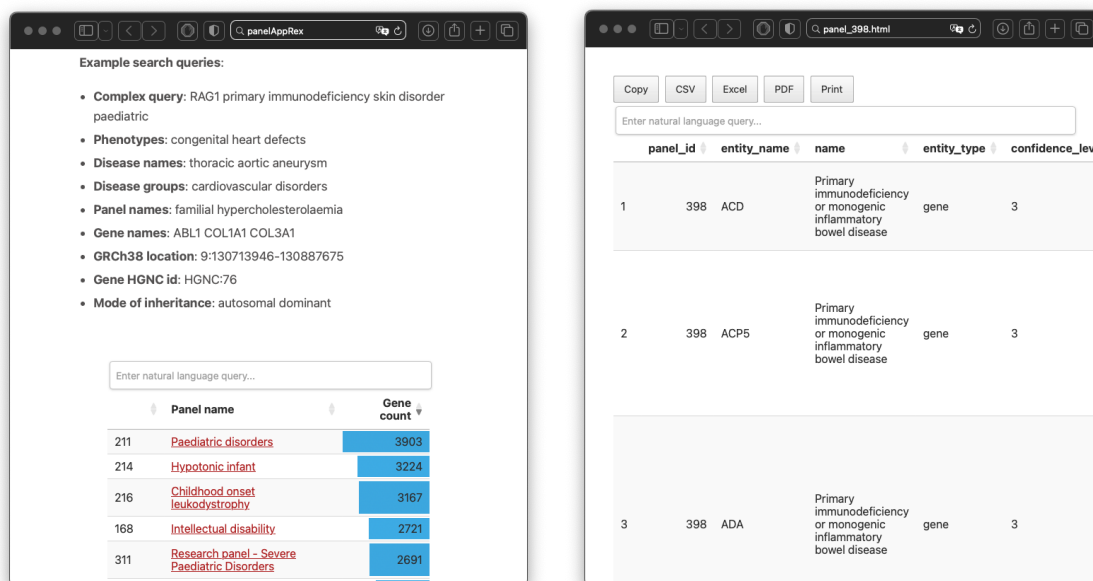 panelAppRex
Example search queries:
• Complex query: RAG1 primary immunodeficiency skin disorder
paediatric
• Phenotypes: congenital heart defects
• Disease names: thoracic aortic aneurysm
• Disease groups: cardiovascular disorders
• Panel names: familial hypercholesterolaemia
• Gene names: ABL1 COL1A1 COL3A1
• GRCh38 location: 9:130713946-130887675
• Gene HGNC id: HGNC:76
• Mode of inheritance: autosomal dominant
Enter natural language query...
Panel name
Gene
count
211 Paediatric disorders 3903
214 Hypotonic infant 3224
216 Childhood onset
leukodystrophy 3167
168 Intellectual disability 2721
311 Research panel - Severe
Paediatric Disorders 2691
panel_398.html
Copy CSV Excel PDF Print
Enter natural language query...
panel_id entity_name name entity_type confidence_lev
1 398 ACD Primary
immunodeficiency
or monogenic
inflammatory
bowel disease gene 3
2 398 ACP5 Primary
immunodeficiency
or monogenic
inflammatory
bowel disease gene 3
3 398 ADA Primary
immunodeficiency
or monogenic
inflammatory
bowel disease gene 3